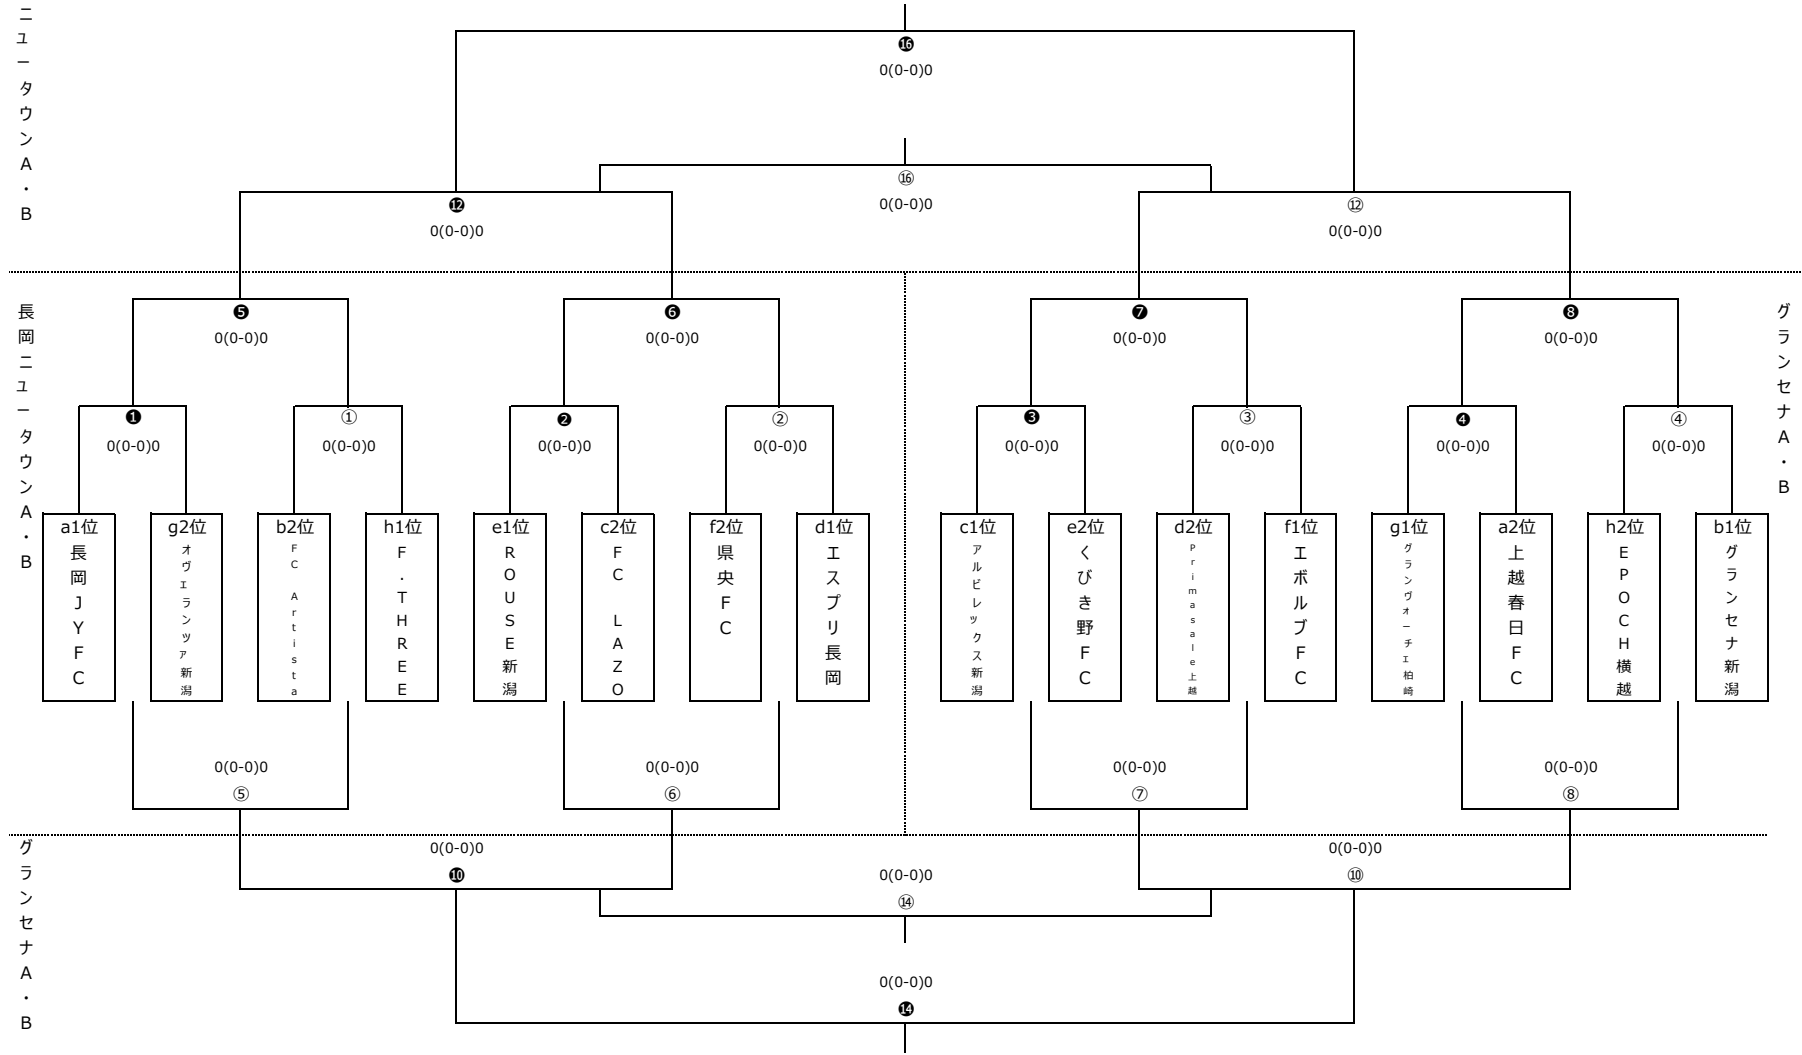 ニュータウンA・B
⓰
0(0-0)0
⑯
0(0-0)0
⓬
0(0-0)0
⑫
0(0-0)0
長岡ニュータウンA・B
グランセナA・B
❺
0(0-0)0
❻
0(0-0)0
❼
0(0-0)0
❽
0(0-0)0
❶
0(0-0)0
①
0(0-0)0
❷
0(0-0)0
②
0(0-0)0
❸
0(0-0)0
③
0(0-0)0
❹
0(0-0)0
④
0(0-0)0
a1位
長岡JYFC
g2位
オヴェランツァ新潟
b2位
FC Artista
h1位
F.THREE
e1位
ROUSE新潟
c2位
FC LAZO
f2位
県央FC
d1位
エスプリ長岡
c1位
アルビレックス新潟
e2位
くびき野FC
d2位
Primasale上越
f1位
エボルブFC
g1位
グランヴォーチェ柏崎
a2位
上越春日FC
h2位
EPOCH横越
b1位
グランセナ新潟
0(0-0)0
⑤
0(0-0)0
⑥
0(0-0)0
⑦
0(0-0)0
⑧
グランセナA・B
0(0-0)0
❿
0(0-0)0
⑩
0(0-0)0
⑭
0(0-0)0
⓮